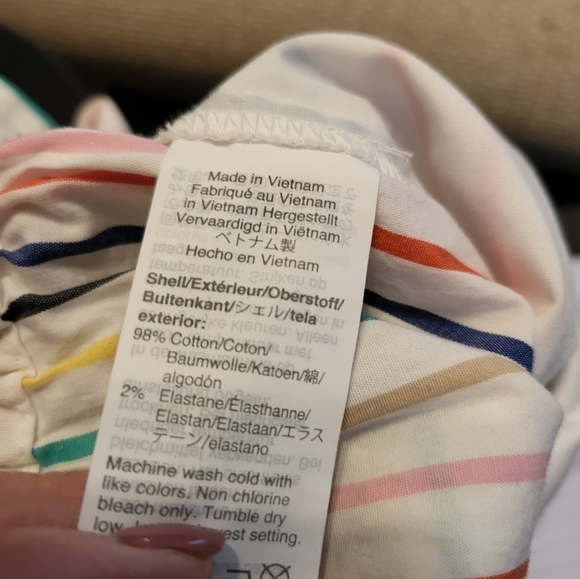 Made in Vietnam
Fabriqué au Vietnam
in Vietnam Hergestellt
Vervaardigd in Viëtnam
ベトナム製
Hecho en Vietnam
Shell/Extérieur/Oberstoff/
Buitenkant/シェル/tela
exterior:
98% Cotton/Coton/
Baumwolle/Katoen/綿/
algodón
2% Elastane/Élasthanne/
Elastan/Elastaan/エラス
テーン/elastano
Machine wash cold with
like colors. Non chlorine
bleach only. Tumble dry
low. setting.